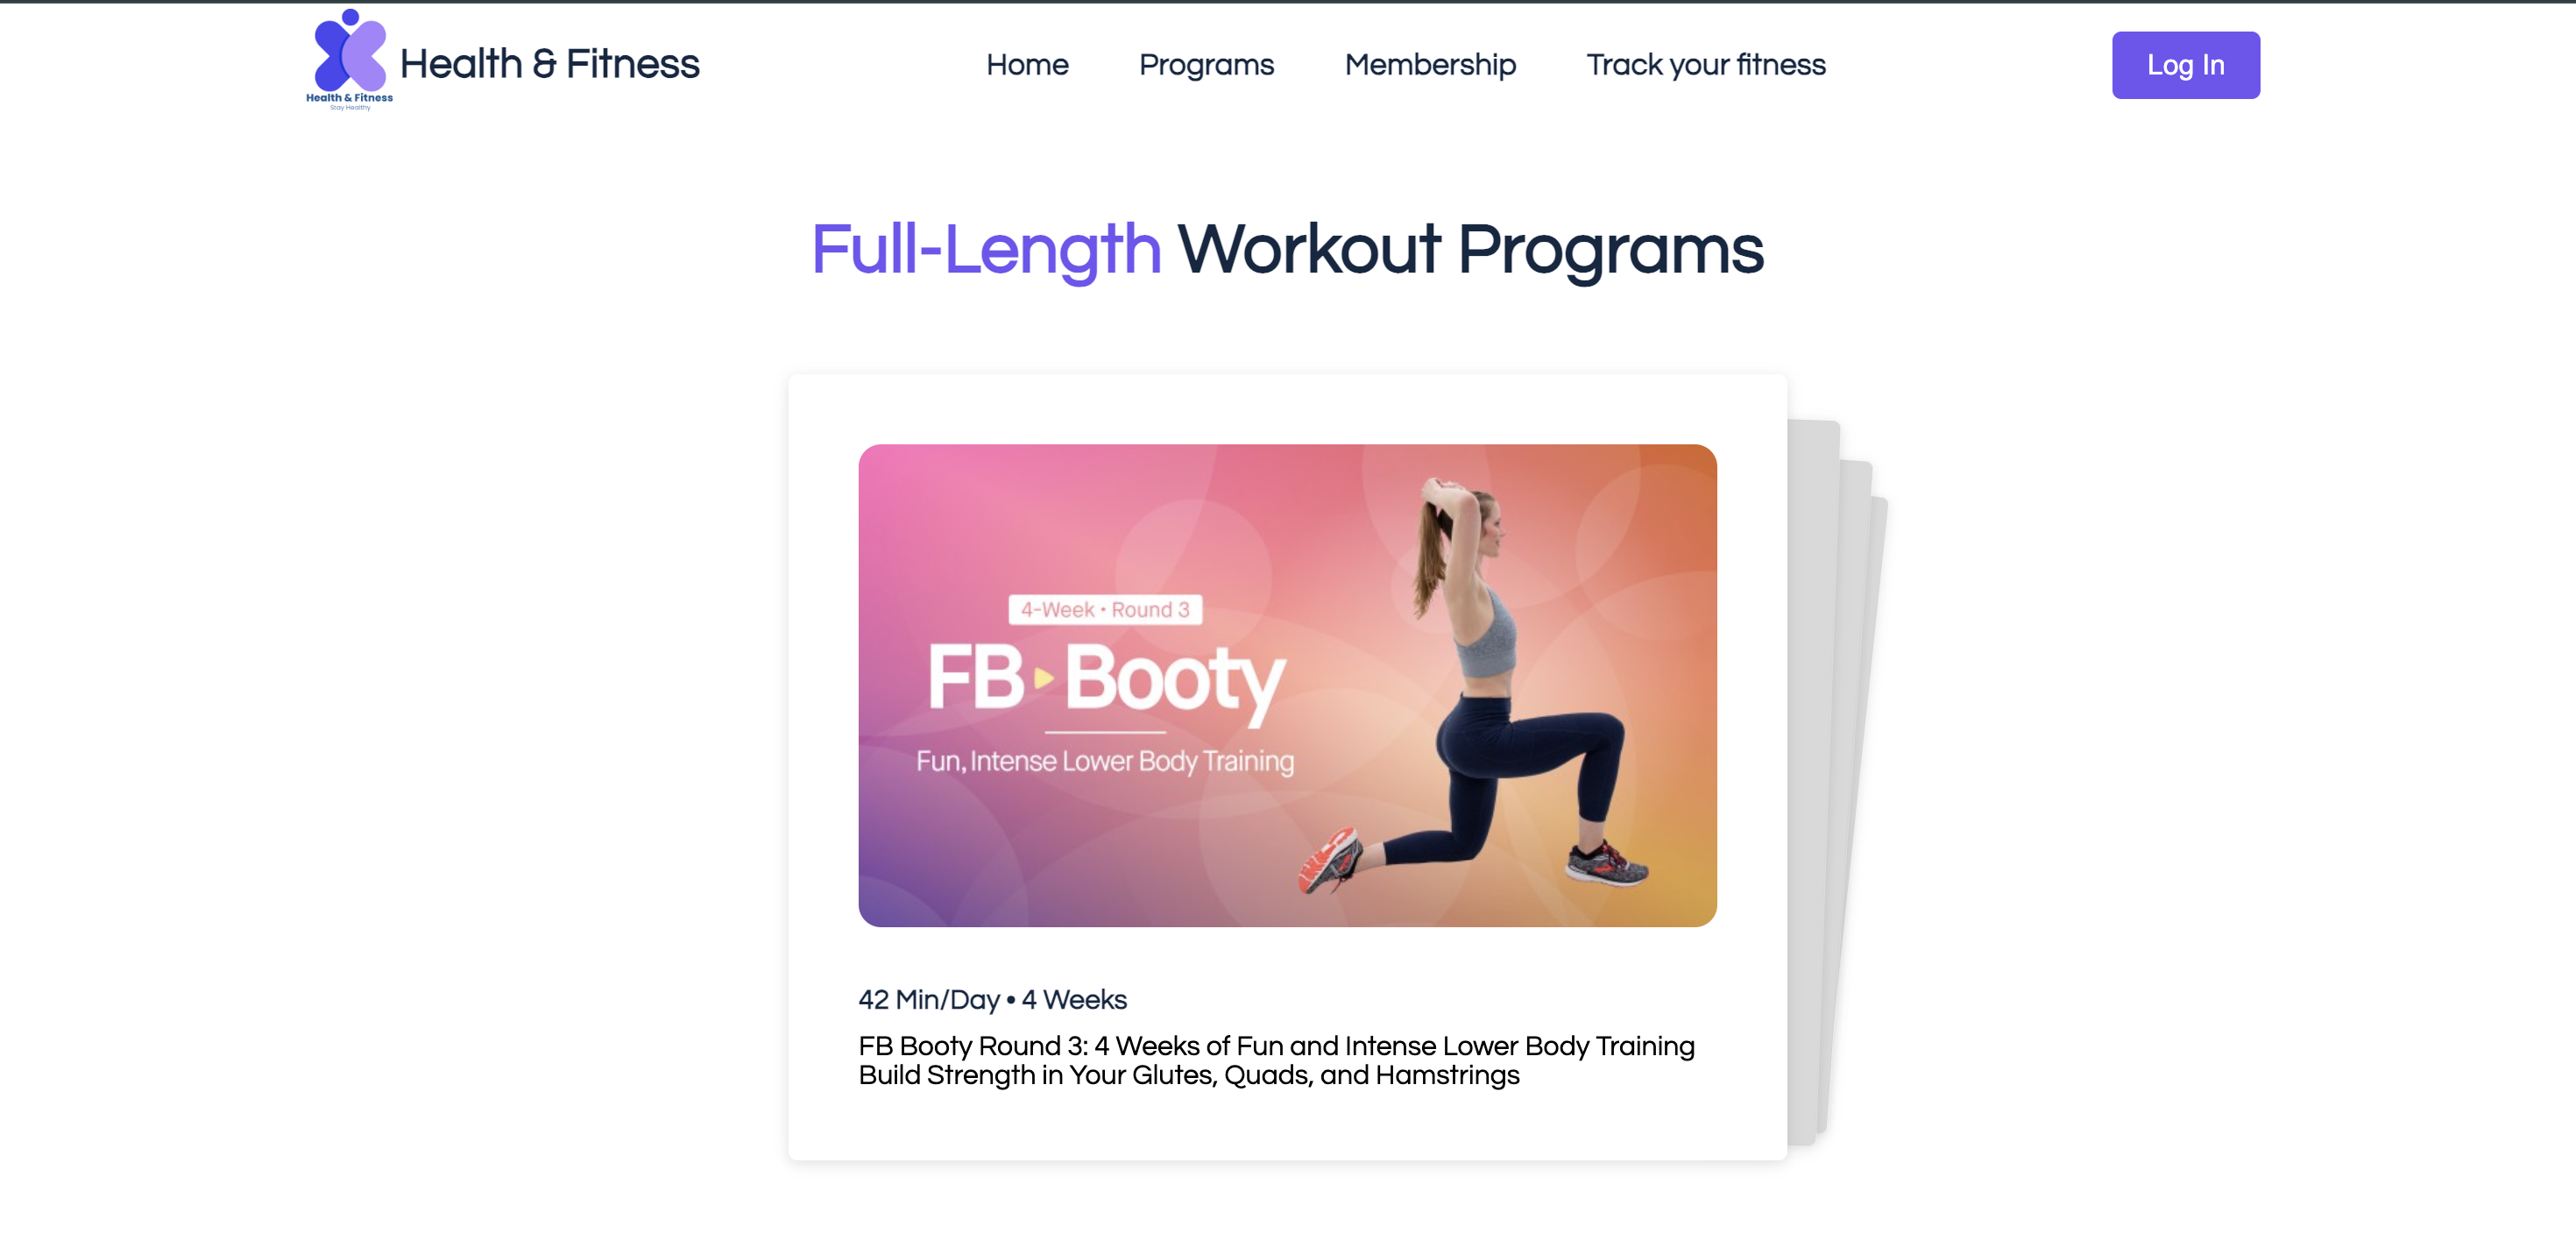 Health & Fitness
Stay Healthy
Health & Fitness
Home
Programs
Membership
Track your fitness
Log In
Full-Length Workout Programs
4-Week • Round 3
FB Booty
Fun, Intense Lower Body Training
42 Min/Day • 4 Weeks
FB Booty Round 3: 4 Weeks of Fun and Intense Lower Body Training
Build Strength in Your Glutes, Quads, and Hamstrings